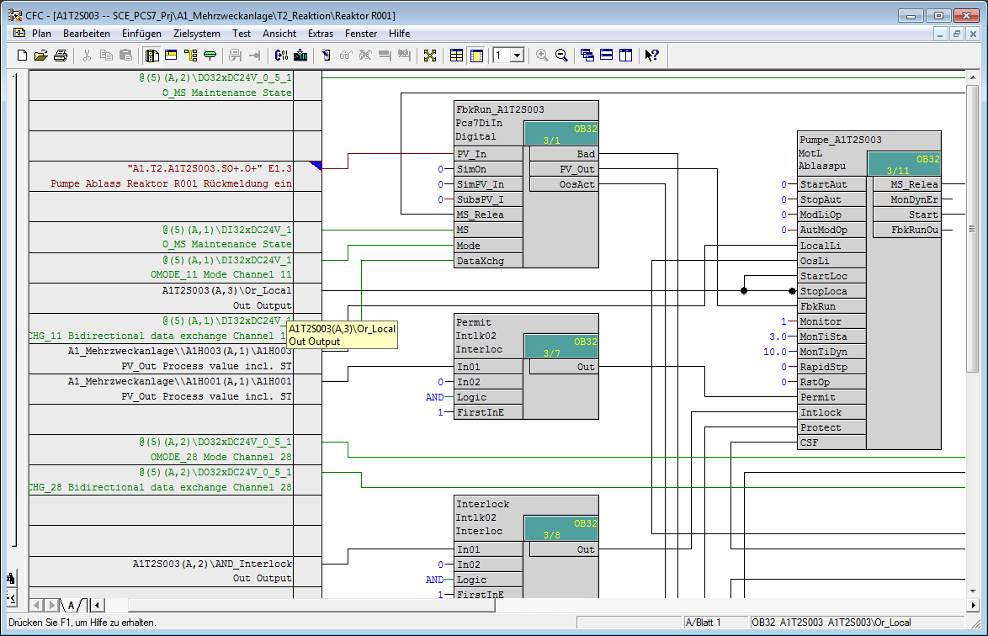 CFC - [A1T2S003 -- SCE_PCS7_Prj\A1_Mehrzweckanlage\T2_Reaktion\Reaktor R001]
Plan Bearbeiten Einfügen Zielsystem Test Ansicht Extras Fenster Hilfe
1
@(5)(A,2)\DO32xDC24V_0_5_1
O_MS Maintenance State
"A1.T2.A1T2S003.SO+.O+" E1.3
Pumpe Ablass Reaktor R001 Rückmeldung ein
@(5)(A,1)\DI32xDC24V_1
O_MS Maintenance State
@(5)(A,1)\DI32xDC24V_1
OMODE_11 Mode Channel 11
A1T2S003(A,3)\Or_Local
Out Output
@(5)(A,1)\DI32xDC24V_1
CHG_11 Bidirectional data exchange Channel 1
A1T2S003(A,3)\Or_Local
Out Output
A1_Mehrzweckanlage\\A1H003(A,1)\A1H003
PV_Out Process value incl. ST
A1_Mehrzweckanlage\\A1H001(A,1)\A1H001
PV_Out Process value incl. ST
@(5)(A,2)\DO32xDC24V_0_5_1
OMODE_28 Mode Channel 28
@(5)(A,2)\DO32xDC24V_0_5_1
CHG_28 Bidirectional data exchange Channel 28
A1T2S003(A,2)\AND_Interlock
Out Output
FbkRun_A1T2S003
Pcs7DiIn
Digital
OB32
3/1
PV_In Bad
0 SimOn PV_Out
0 SimPV_In OosAct
0 SubsPV_I
MS_Relea
MS
Mode
DataXchg
Permit
Intlk02
Interloc
OB32
3/7
In01 Out
0 In02
AND Logic
1 FirstInE
Interlock
Intlk02
Interloc
OB32
3/8
In01 Out
0 In02
AND Logic
1 FirstInE
Pumpe_A1T2S003
MotL
Ablasspu
OB32
3/11
0 StartAut MS_Relea
0 StopAut MonDynEr
0 ModLiOp Start
0 AutModOp FbkRunOu
LocalLi
OosLi
StartLoc
StopLoca
FbkRun
1 Monitor
3.0 MonTiSta
10.0 MonTiDyn
0 RapidStp
0 RstOp
Permit
Intlock
Protect
CSF
A
Drücken Sie F1, um Hilfe zu erhalten.
A/Blatt 1
OB32 A1T2S003 A1T2S003\Or_Local